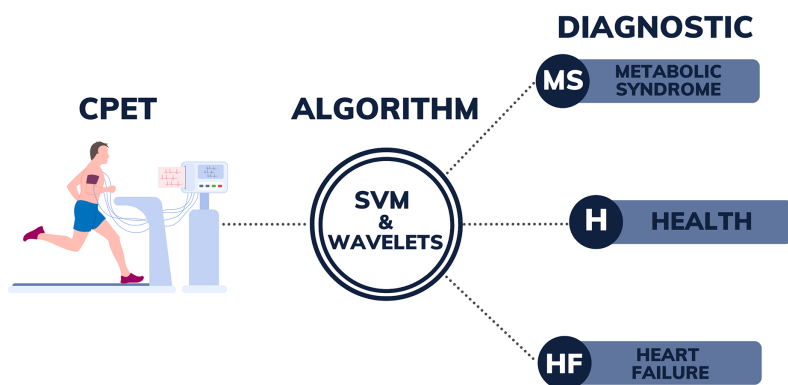 DIAGNOSTIC
MS
METABOLIC
SYNDROME
CPET
ALGORITHM
SVM
&
WAVELETS
H
HEALTH
HF
HEART
FAILURE